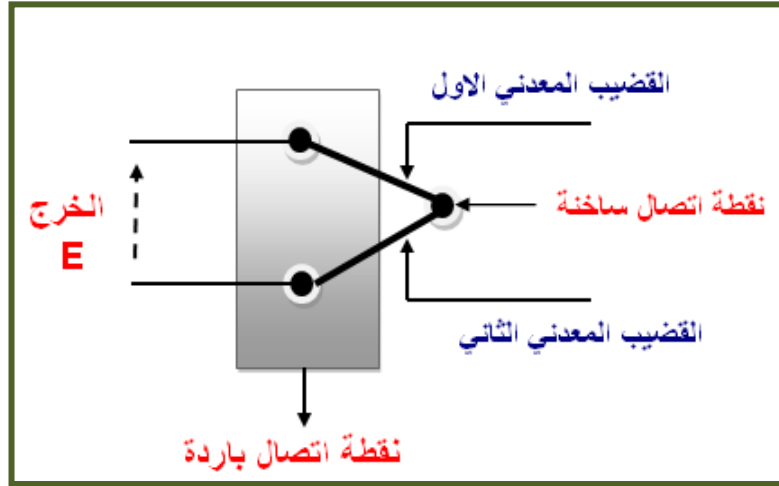 القضيب المعدني الاول
نقطة اتصال ساخنة
الخرج
E
القضيب المعدني الثاني
نقطة اتصال باردة